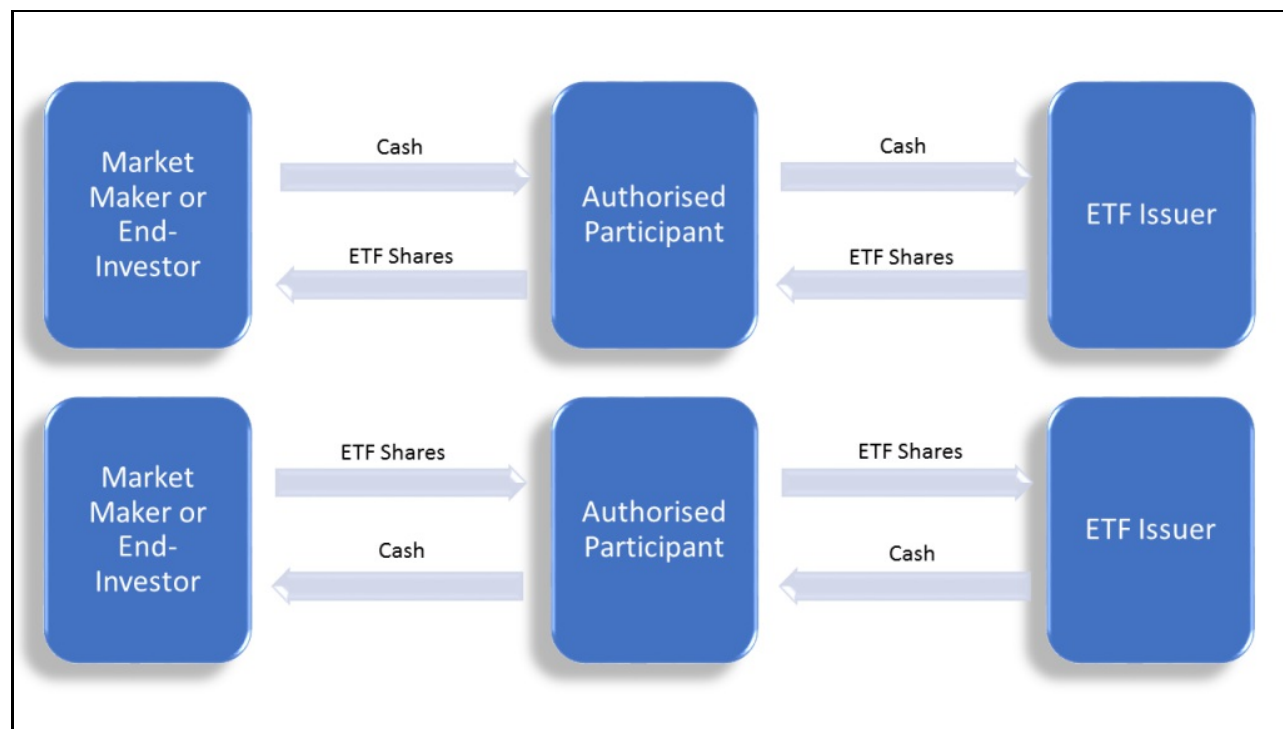 Market
Maker or
End-
Investor
Cash
ETF Shares
Authorised
Participant
Cash
ETF Shares
ETF Issuer
Market
Maker or
End-
Investor
ETF Shares
Cash
Authorised
Participant
ETF Shares
Cash
ETF Issuer